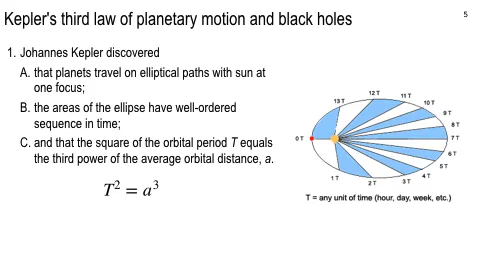 Kepler's third law of planetary motion and black holes
5
1. Johannes Kepler discovered
A. that planets travel on elliptical paths with sun at
one focus;
B. the areas of the ellipse have well-ordered
sequence in time;
C. and that the square of the orbital period T equals
the third power of the average orbital distance, a.
T² = a³
0 T
1 T
2 T
3 T
4 T
5 T
6 T
7 T
8 T
9 T
10 T
11 T
12 T
13 T
T = any unit of time (hour, day, week, etc.)